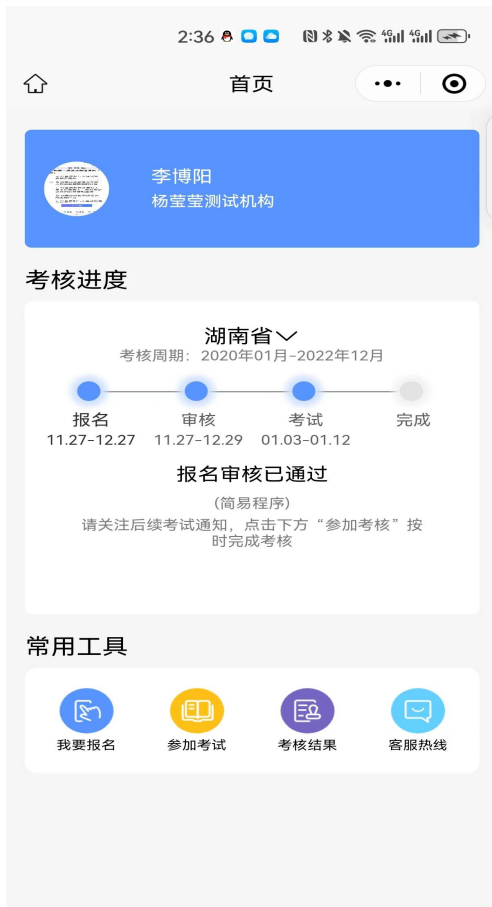 2:36
4G 4G
首页
李博阳
杨莹莹测试机构
考核进度
湖南省
考核周期：2020年01月-2022年12月
报名 审核 考试 完成
11.27-12.27 11.27-12.29 01.03-01.12
报名审核已通过
(简易程序)
请关注后续考试通知，点击下方“参加考核”按
时完成考核
常用工具
我要报名 参加考试 考核结果 客服热线